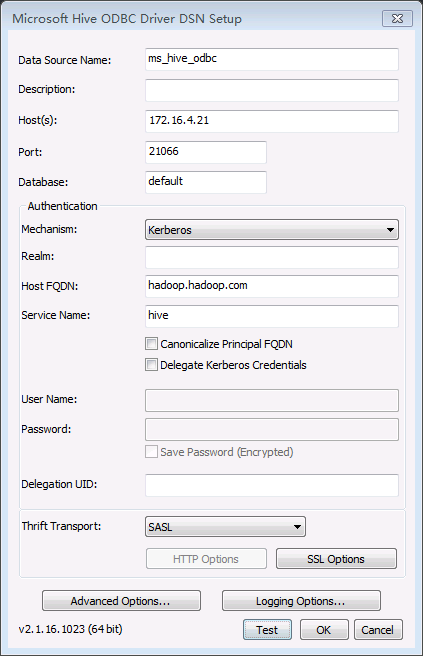 Microsoft Hive ODBC Driver DSN Setup
Data Source Name: ms_hive_odbc
Description:
Host(s): 172.16.4.21
Port: 21066
Database: default
Authentication
Mechanism: Kerberos
Realm:
Host FQDN: hadoop.hadoop.com
Service Name: hive
Canonicalize Principal FQDN
Delegate Kerberos Credentials
User Name:
Password:
Save Password (Encrypted)
Delegation UID:
Thrift Transport: SASL
HTTP Options SSL Options
Advanced Options... Logging Options...
v2.1.16.1023 (64 bit) Test OK Cancel